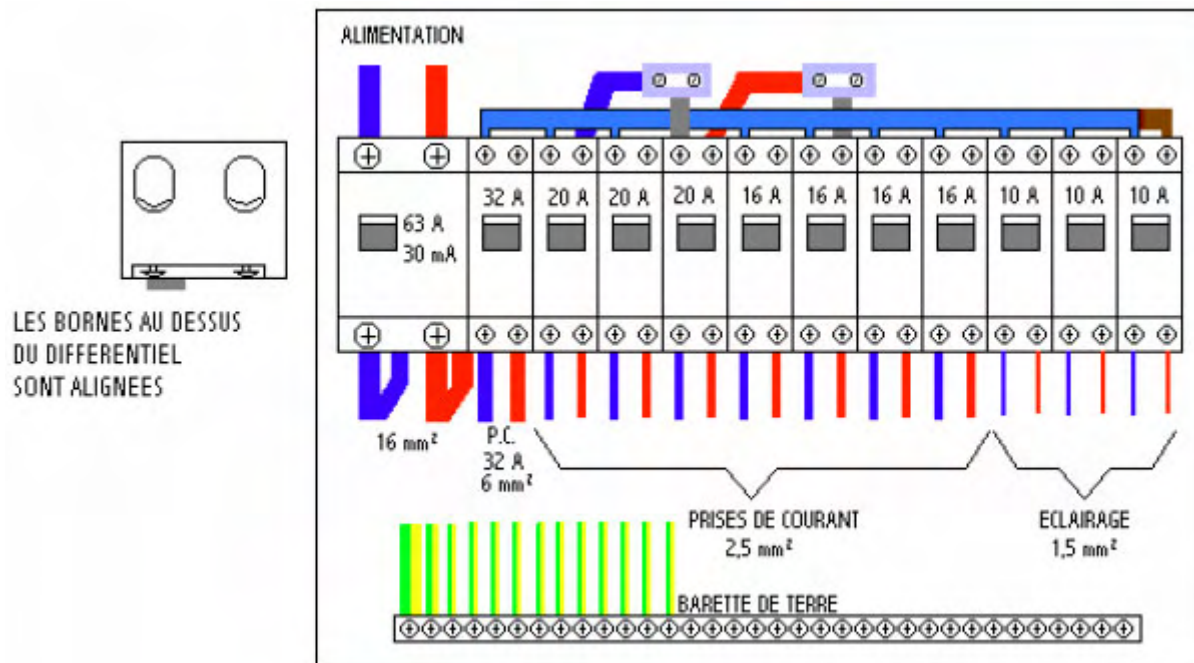 ALIMENTATION
63 A
30 mA
32 A
20 A
20 A
20 A
16 A
16 A
16 A
16 A
10 A
10 A
10 A
LES BORNES AU DESSUS
DU DIFFERENTIEL
SONT ALIGNEES
16 mm²
P.C.
32 A
6 mm²
PRISES DE COURANT
2,5 mm²
ECLAIRAGE
1,5 mm²
BARETTE DE TERRE